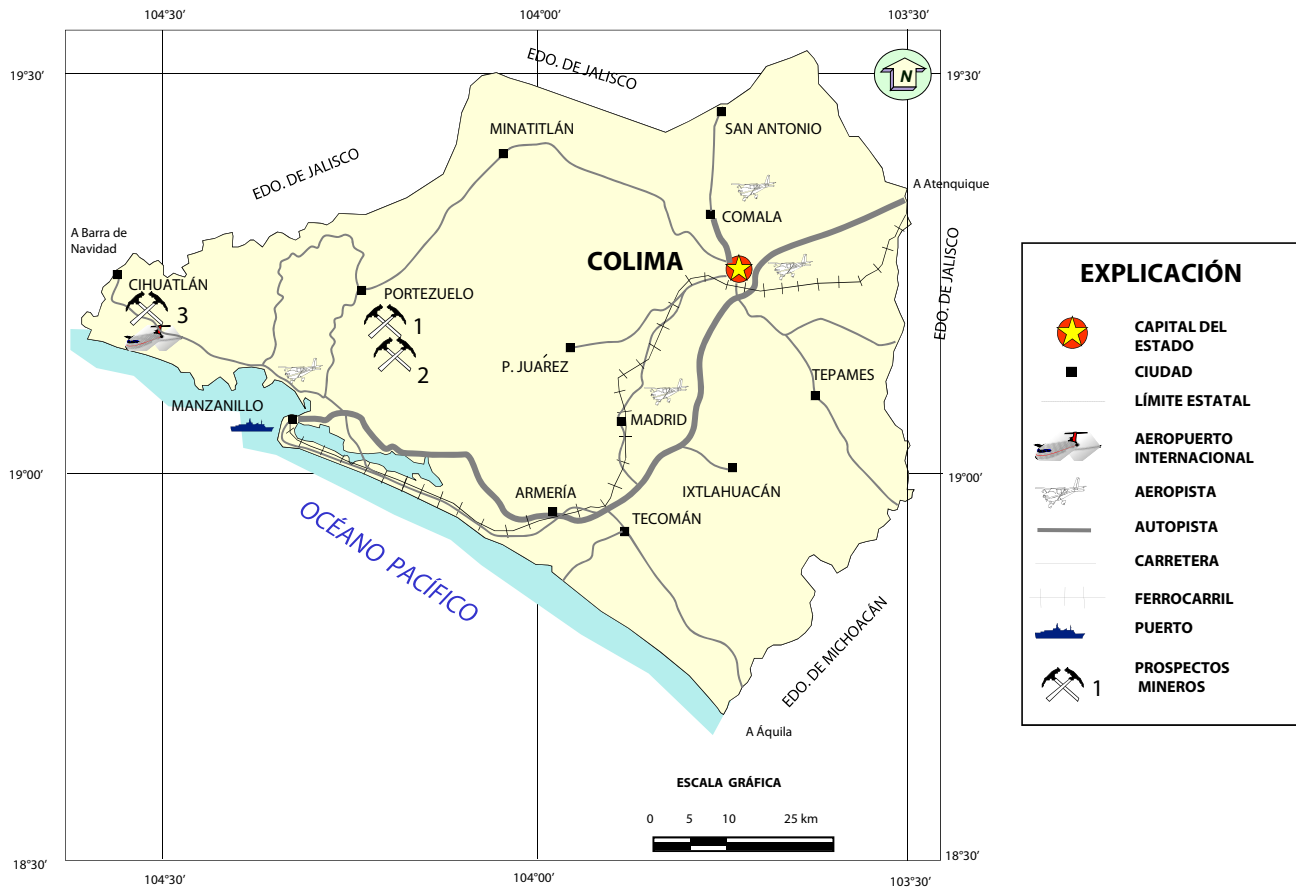 104°30’
104°00’
103°30’
19°30’
19°30’
EDO. DE JALISCO
N
SAN ANTONIO
MINATITLÁN
EDO. DE JALISCO
A Atenquique
COMALA
A Barra de
Navidad
COLIMA
EDO. DE JALISCO
CIHUATLÁN
3
PORTEZUELO
1
2
P. JUÁREZ
TEPAMES
MANZANILLO
MADRID
19°00’
19°00’
ARMERÍA
IXTLAHUACÁN
TECOMÁN
OCÉANO PACÍFICO
EDO. DE MICHOACÁN
A Áquila
ESCALA GRÁFICA
0 5 10 25 km
18°30’
18°30’
104°30’
104°00’
103°30’
EXPLICACIÓN
CAPITAL DEL
ESTADO
CIUDAD
LÍMITE ESTATAL
AEROPUERTO
INTERNACIONAL
AEROPISTA
AUTOPISTA
CARRETERA
FERROCARRIL
PUERTO
1
PROSPECTOS
MINEROS